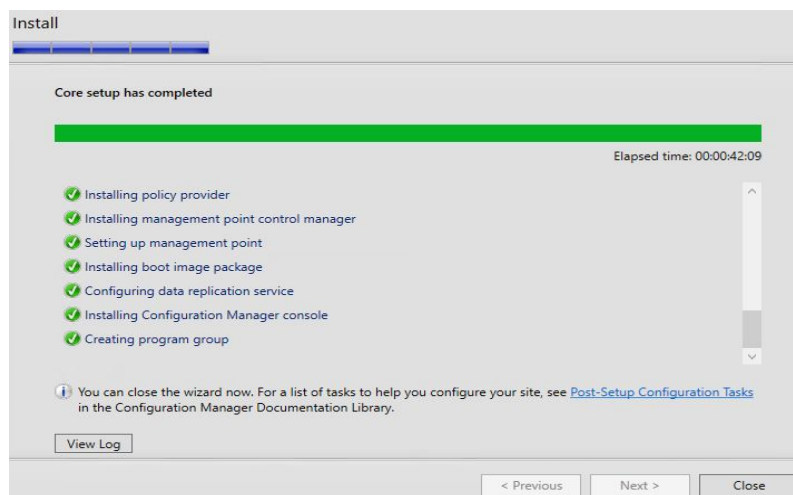 Install
Core setup has completed
Elapsed time: 00:00:42:09
Installing policy provider
Installing management point control manager
Setting up management point
Installing boot image package
Configuring data replication service
Installing Configuration Manager console
Creating program group
You can close the wizard now. For a list of tasks to help you configure your site, see Post-Setup Configuration Tasks
in the Configuration Manager Documentation Library.
View Log
< Previous Next > Close